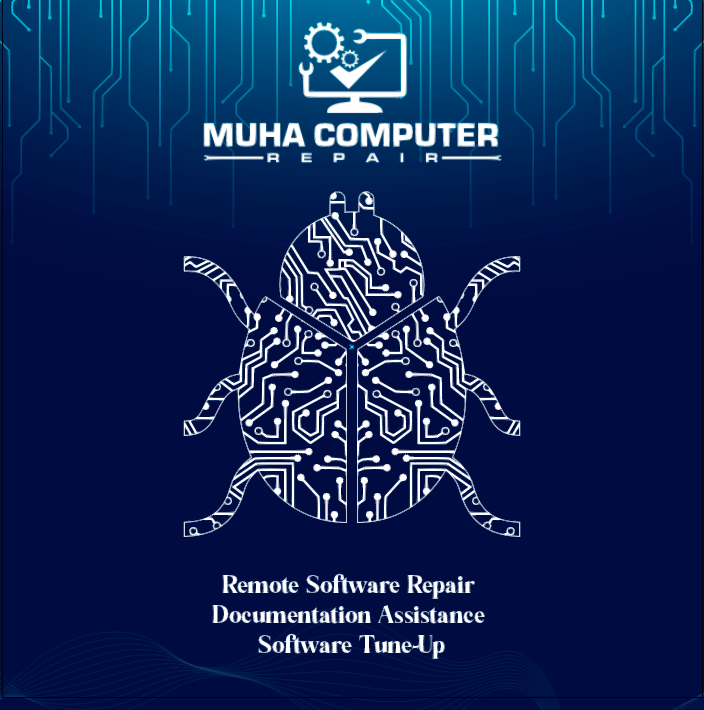 MUHA COMPUTER
REPAIR
Remote Software Repair
Documentation Assistance
Software Tune-Up